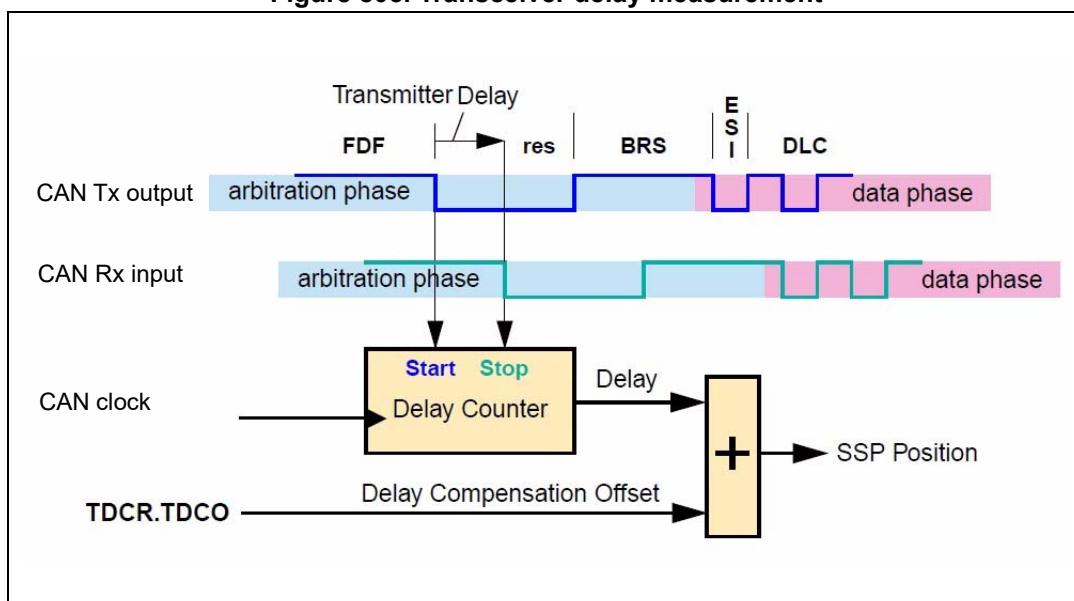 Figure Transceiver delay measurement
Transmitter Delay
FDF
res
BRS
E
S
I
DLC
CAN Tx output
arbitration phase
data phase
CAN Rx input
arbitration phase
data phase
Start Stop
Delay Counter
CAN clock
Delay
+
SSP Position
Delay Compensation Offset
TDCR.TDCO